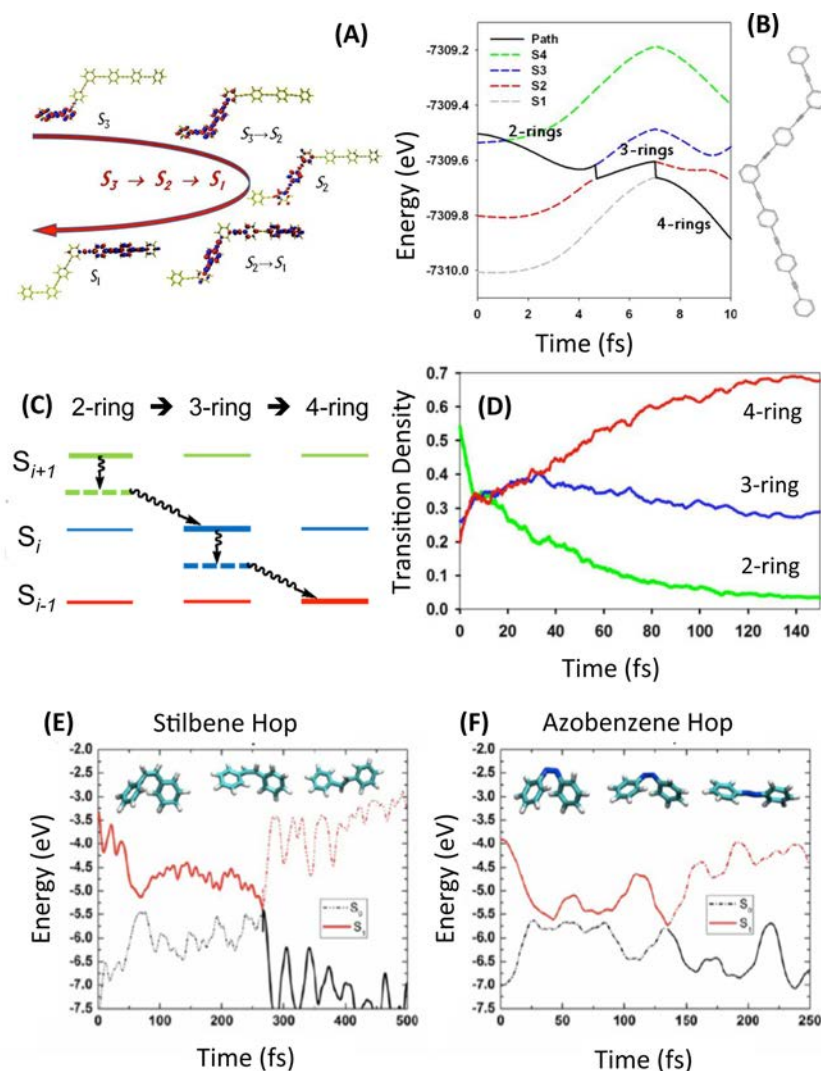 (A)
S3
S3→S2
S3 → S2 → S1
S2
S1
S2→S1
(B)
Path
S4
S3
S2
S1
2-rings
3-rings
4-rings
Energy (eV)
-7309.2
-7309.4
-7309.6
-7309.8
-7310.0
0 2 4 6 8 10
Time (fs)
(C)
2-ring → 3-ring → 4-ring
Si+1
Si
Si-1
(D)
Transition Density
0.7
0.6
0.5
0.4
0.3
0.2
0.1
0.0
4-ring
3-ring
2-ring
0 20 40 60 80 100 120 140
Time (fs)
(E)
Stilbene Hop
Energy (eV)
-2.0
-2.5
-3.0
-3.5
-4.0
-4.5
-5.0
-5.5
-6.0
-6.5
-7.0
-7.5
S0
S1
0 100 200 300 400 500
Time (fs)
(F)
Azobenzene Hop
Energy (eV)
-2.0
-2.5
-3.0
-3.5
-4.0
-4.5
-5.0
-5.5
-6.0
-6.5
-7.0
-7.5
S0
S1
0 50 100 150 200 250
Time (fs)